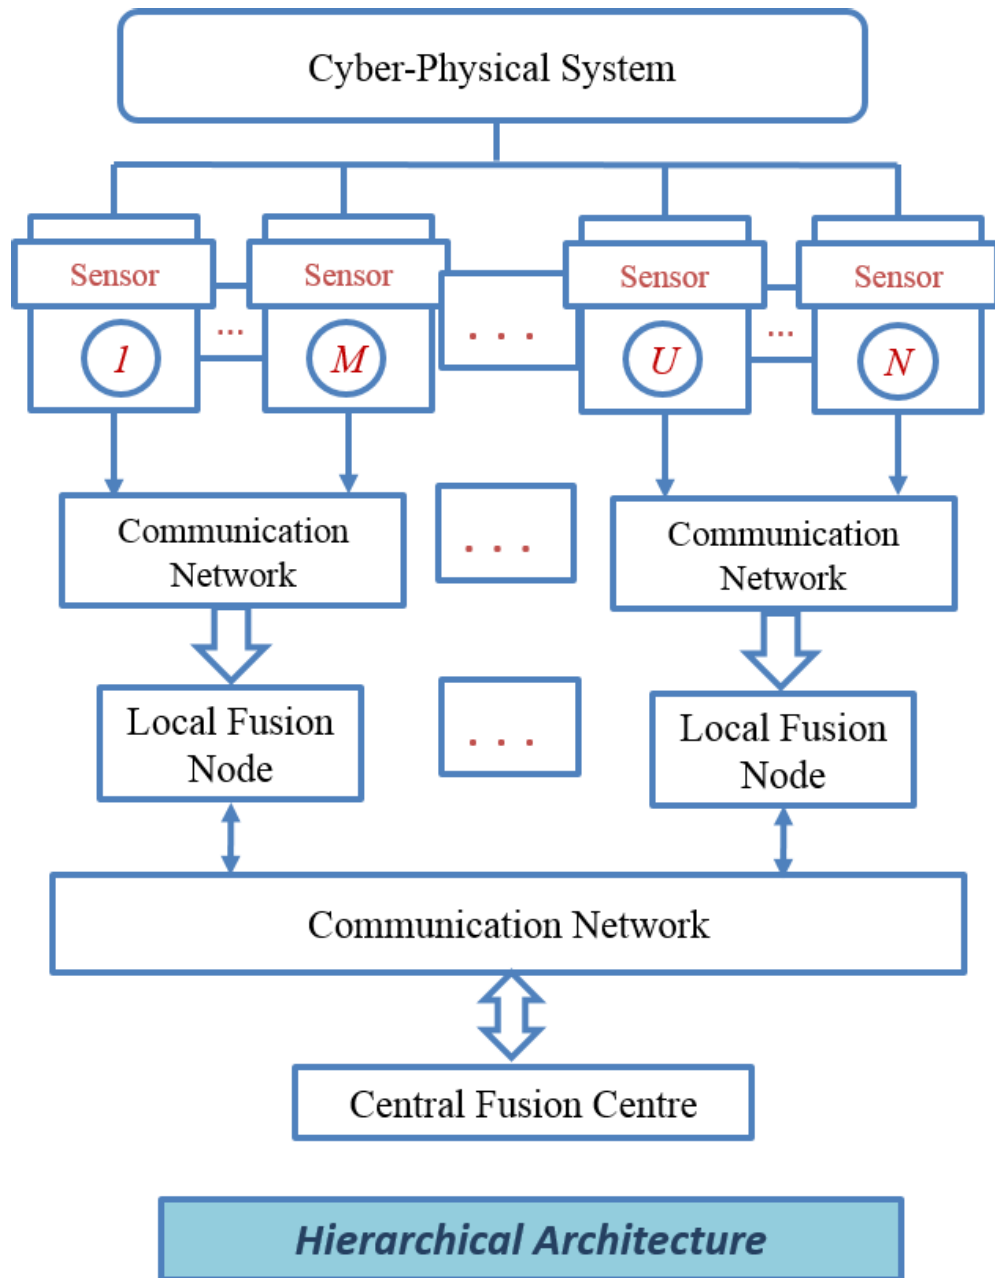 Cyber-Physical System
Sensor Sensor Sensor Sensor
... . . . ...
1 M U N
Communication
Network
. . .
Communication
Network
Local Fusion
Node
. . .
Local Fusion
Node
Communication Network
Central Fusion Centre
Hierarchical Architecture